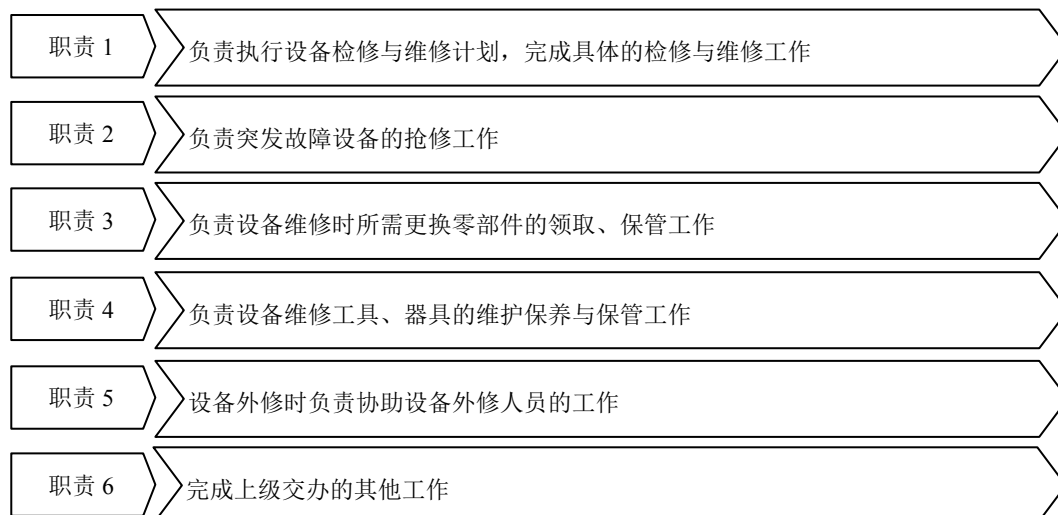 职责 1
负责执行设备检修与维修计划，完成具体的检修与维修工作
职责 2
负责突发故障设备的抢修工作
职责 3
负责设备维修时所需更换零部件的领取、保管工作
职责 4
负责设备维修工具、器具的维护保养与保管工作
职责 5
设备外修时负责协助设备外修人员的工作
职责 6
完成上级交办的其他工作